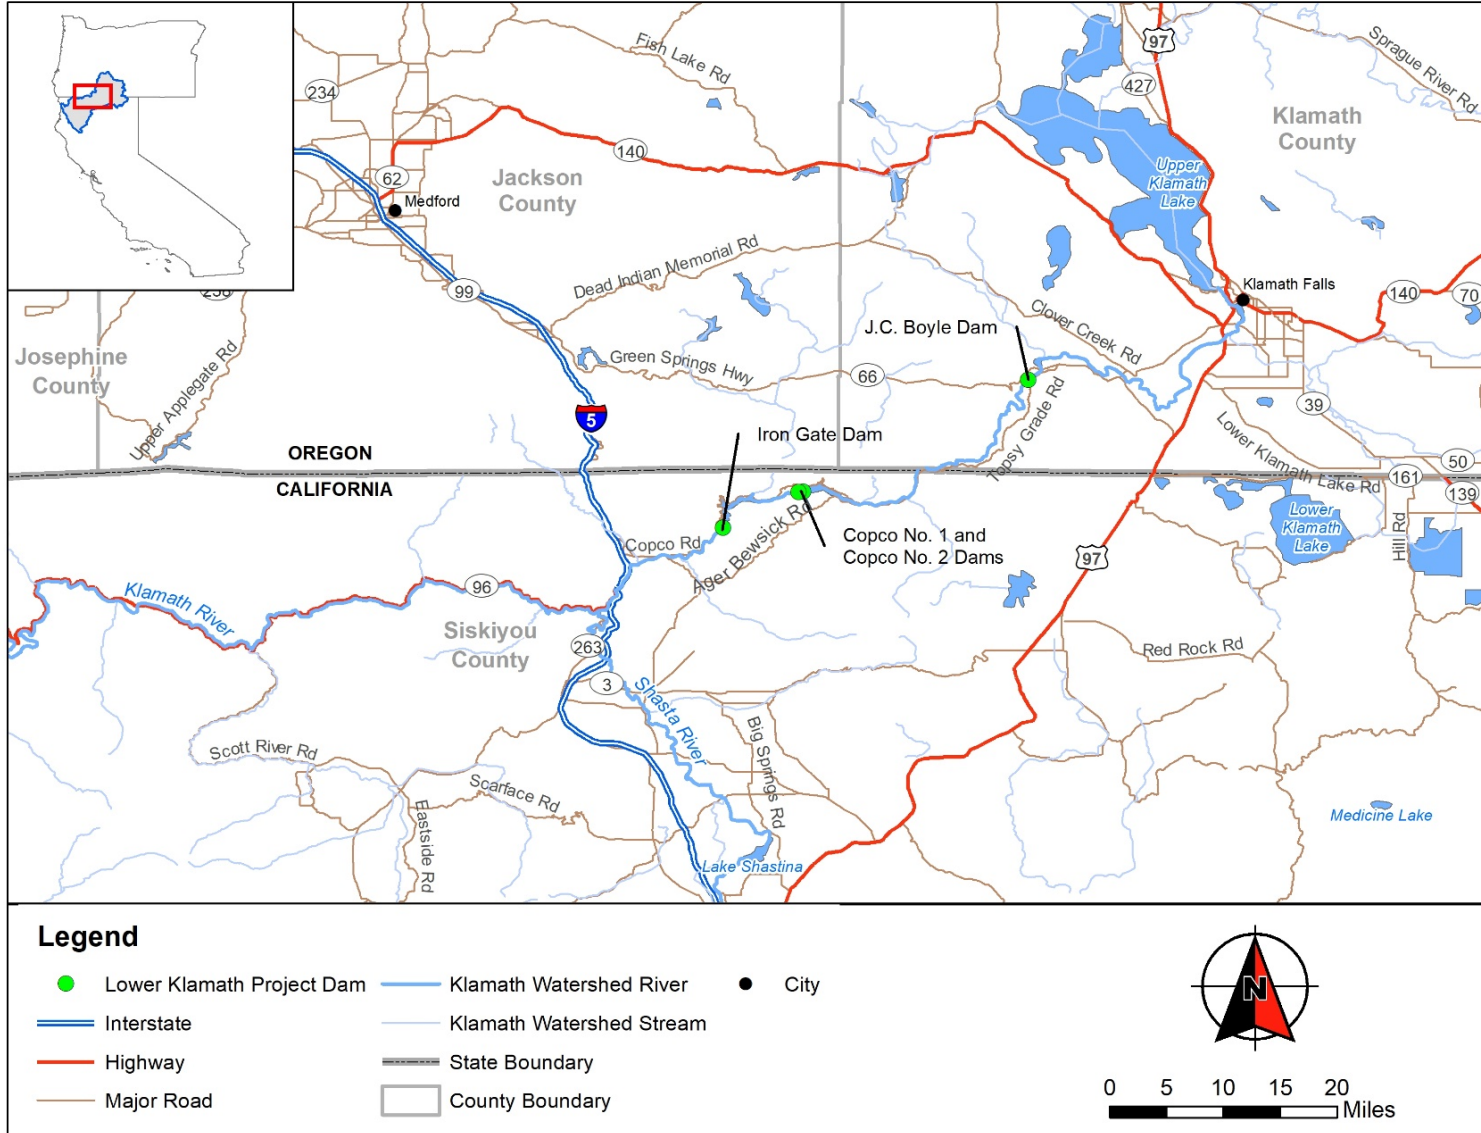 Fish Lake Rd
97
Sprague River Rd
234
427
Klamath
County
140
62
Jackson
County
Upper
Klamath
Lake
Medford
Dead Indian Memorial Rd
99
Klamath Falls
140
70
238
J.C. Boyle Dam
Clover Creek Rd
Josephine
County
Upper Applegate Rd
Green Springs Hwy
66
5
Topsy Grade Rd
39
Iron Gate Dam
Lower Klamath Lake Rd
OREGON
CALIFORNIA
50
161
139
Copco Rd
Ager Bewsick Rd
Copco No. 1 and
Copco No. 2 Dams
Lower
Klamath
Lake
Hill Rd
97
Klamath River
96
Siskiyou
County
263
3
Red Rock Rd
Shasta River
Big Springs Rd
Scott River Rd
Scarface Rd
Eastside Rd
Medicine Lake
Lake Shastina
Legend
Lower Klamath Project Dam
Klamath Watershed River
City
Interstate
Klamath Watershed Stream
Highway
State Boundary
Major Road
County Boundary
N
0 5 10 15 20
Miles